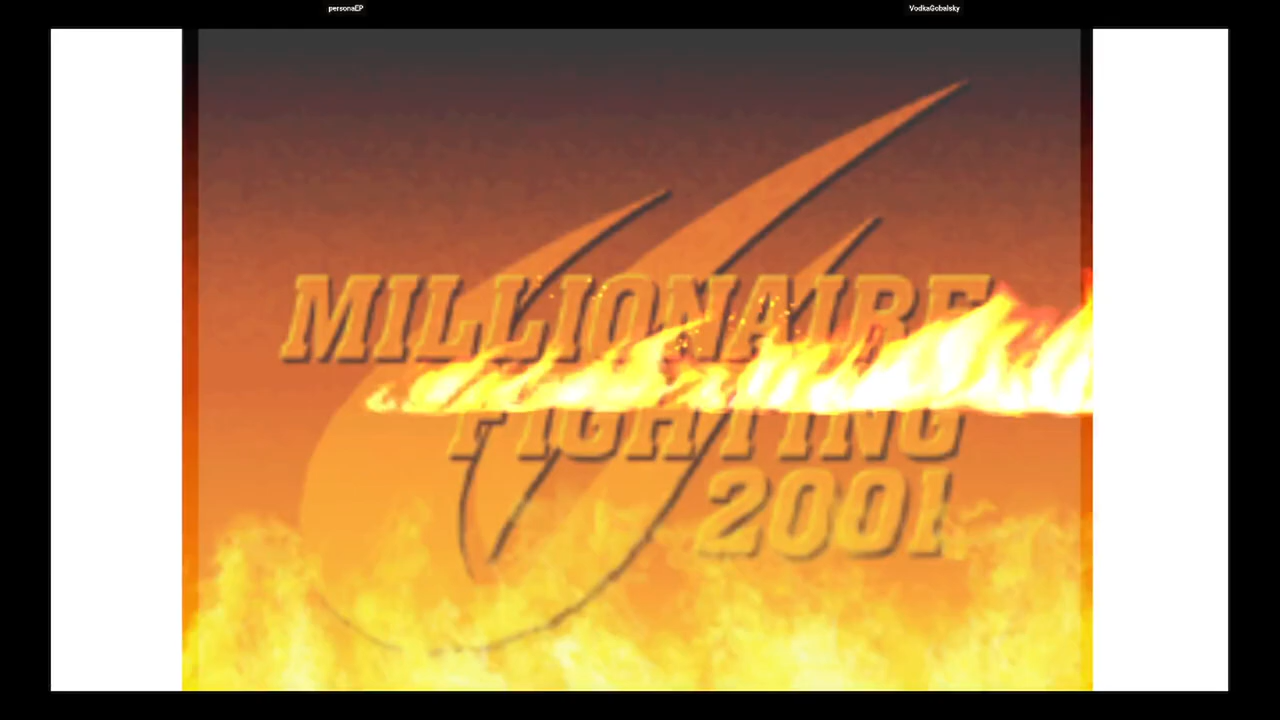 personaEP
VodkaGobalsky
MILLIONAIRE
FIGHTING
2001